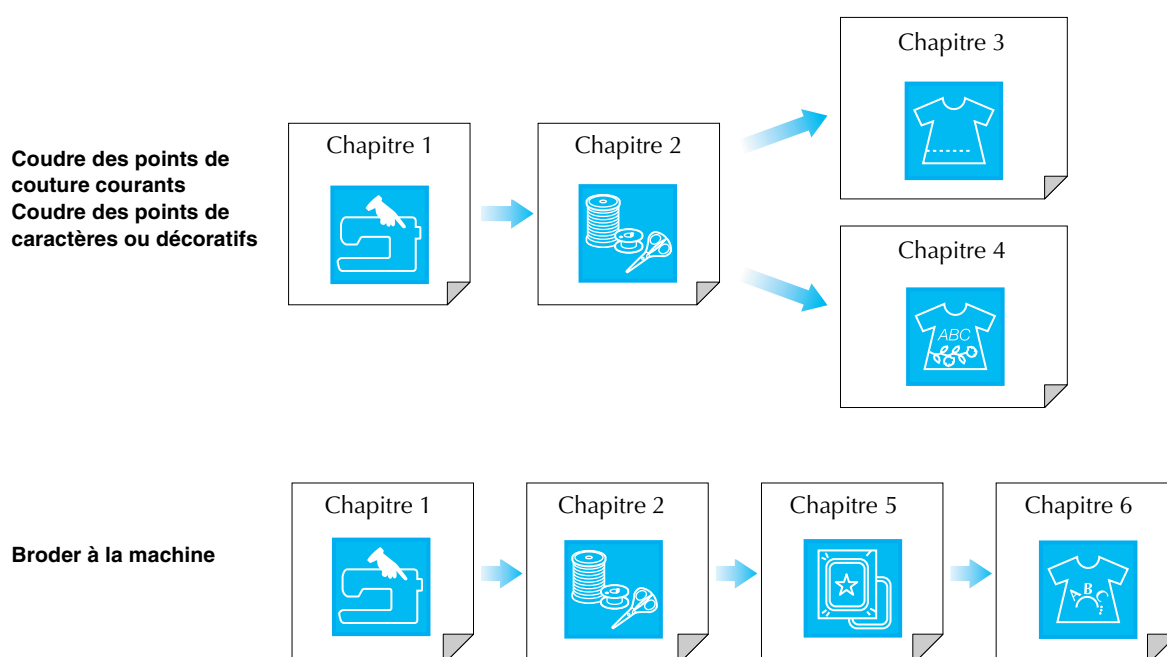 Coudre des points de
couture courants
Coudre des points de
caractères ou décoratifs
Chapitre 1
Chapitre 2
Chapitre 3
Chapitre 4
ABC
Broder à la machine
Chapitre 1
Chapitre 2
Chapitre 5
Chapitre 6
ABC